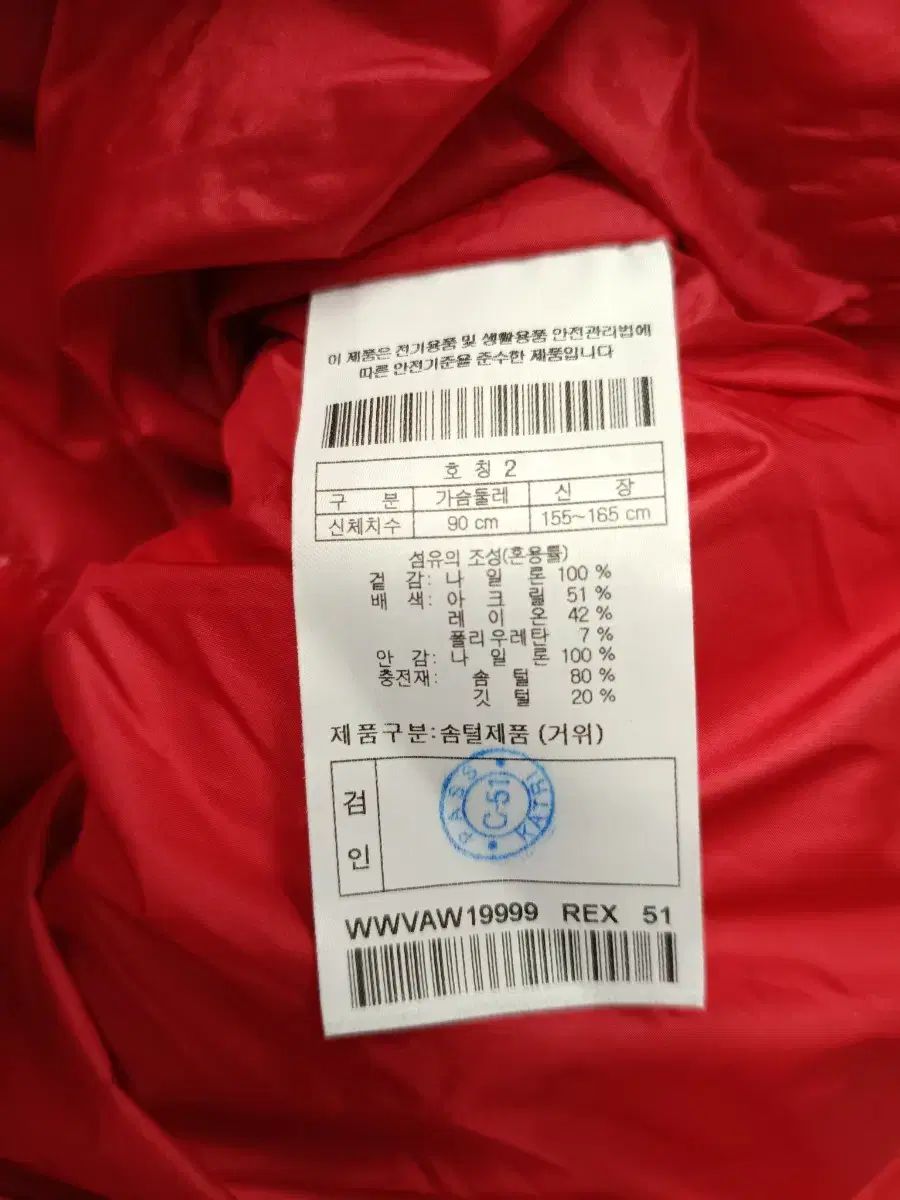 이 제품은 전기용품 및 생활용품 안전관리법에
따른 안전기준을 준수한 제품입니다
호 칭 2
구 분 가슴둘레 신 장
신체치수 90 cm 155~165 cm
섬유의 조성(혼용률)
겉 감: 나 일 론 100 %
배 색: 아 크 릴 51 %
레 이 온 42 %
폴리우레탄 7 %
안 감: 나 일 론 100 %
충전재: 솜 털 80 %
깃 털 20 %
제품구분:솜털제품 (거위)
검
인
PASS
C-51
KATRI
WWVAW19999 REX 51